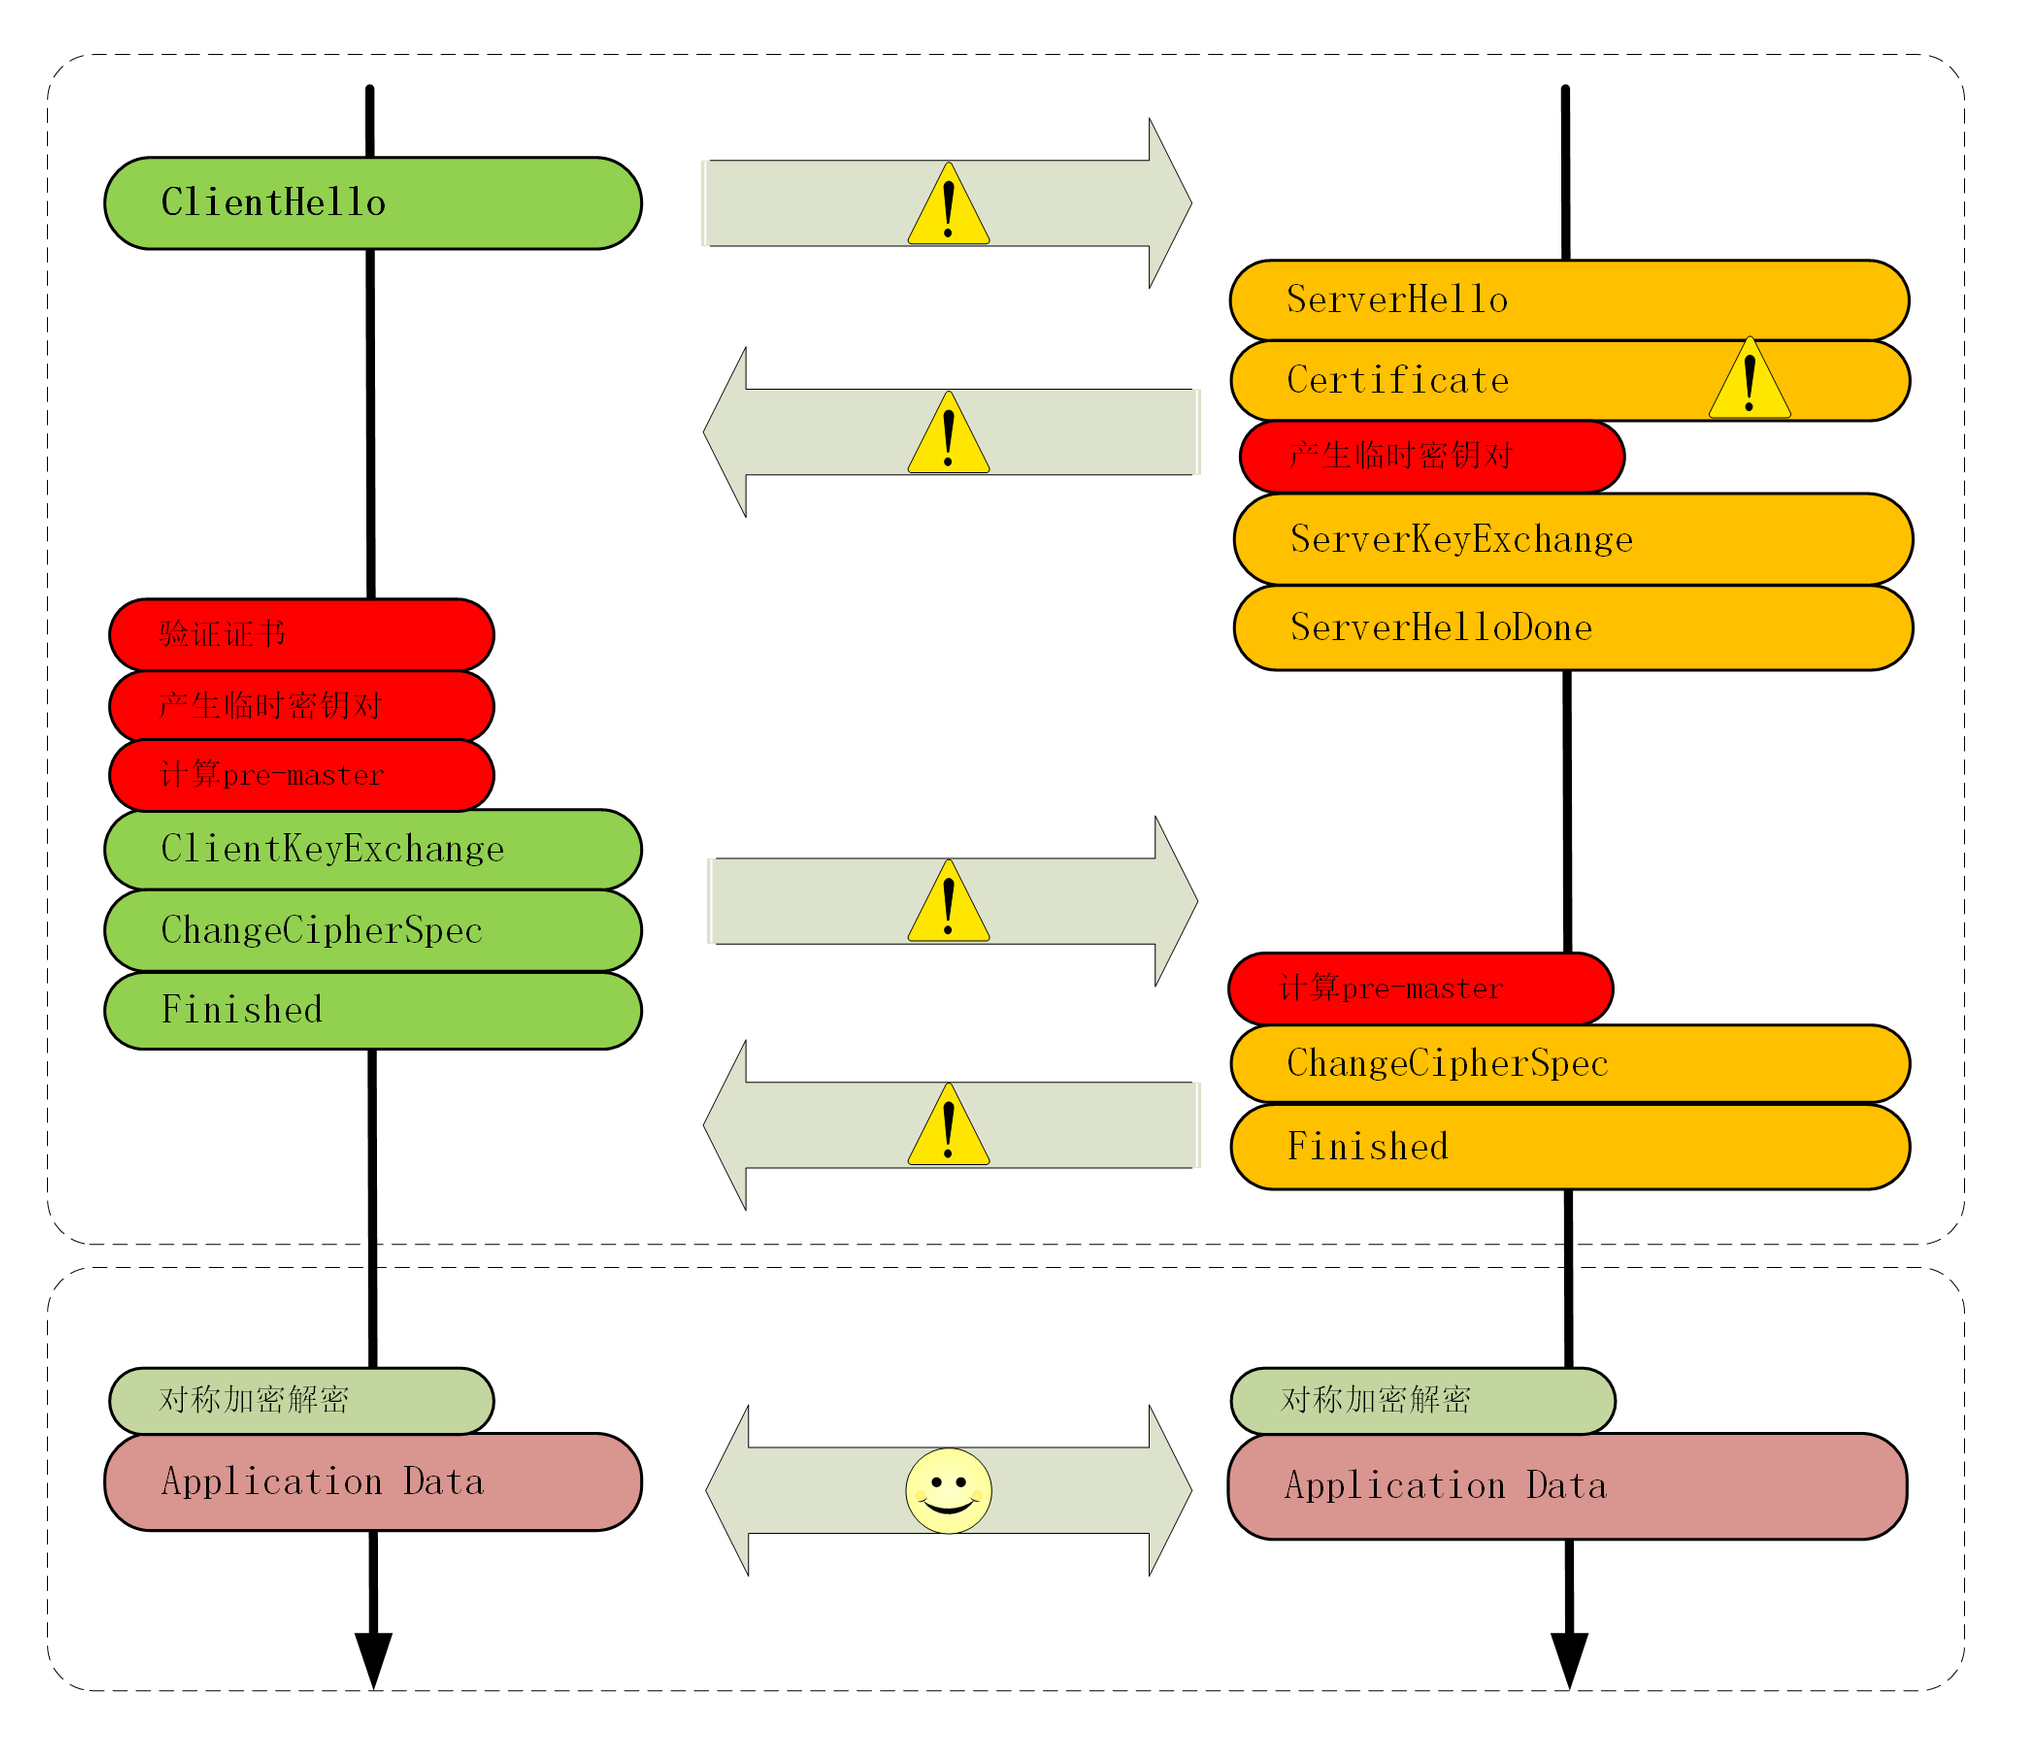 ClientHello
ServerHello
Certificate
产生临时密钥对
ServerKeyExchange
ServerHelloDone
验证证书
产生临时密钥对
计算pre-master
ClientKeyExchange
ChangeCipherSpec
Finished
计算pre-master
ChangeCipherSpec
Finished
对称加密解密
Application Data
对称加密解密
Application Data